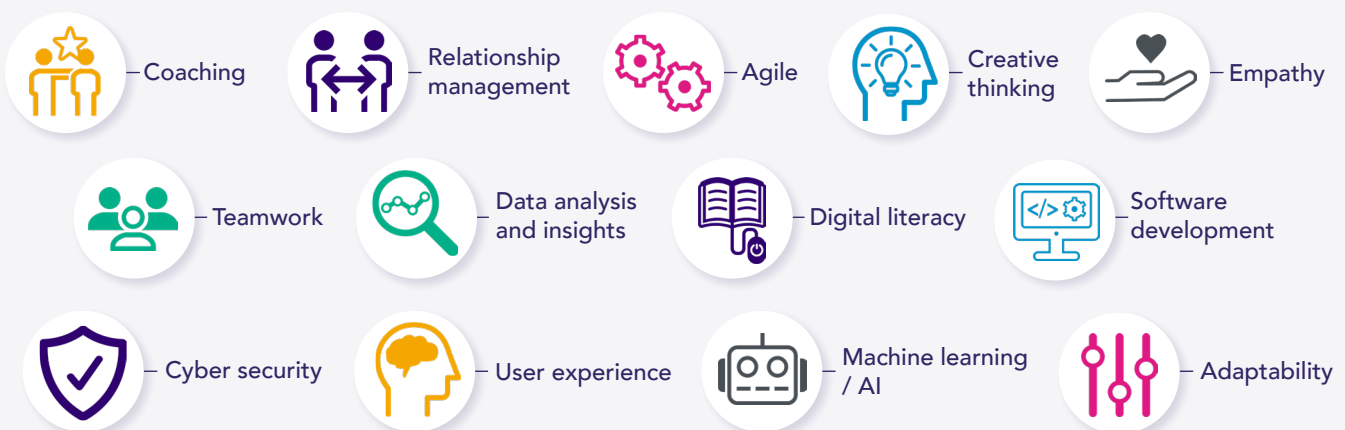 Coaching
Relationship
management
Agile
Creative
thinking
Empathy
Teamwork
Data analysis
and insights
Digital literacy
</>
Software
development
Cyber security
User experience
Machine learning
/ AI
Adaptability